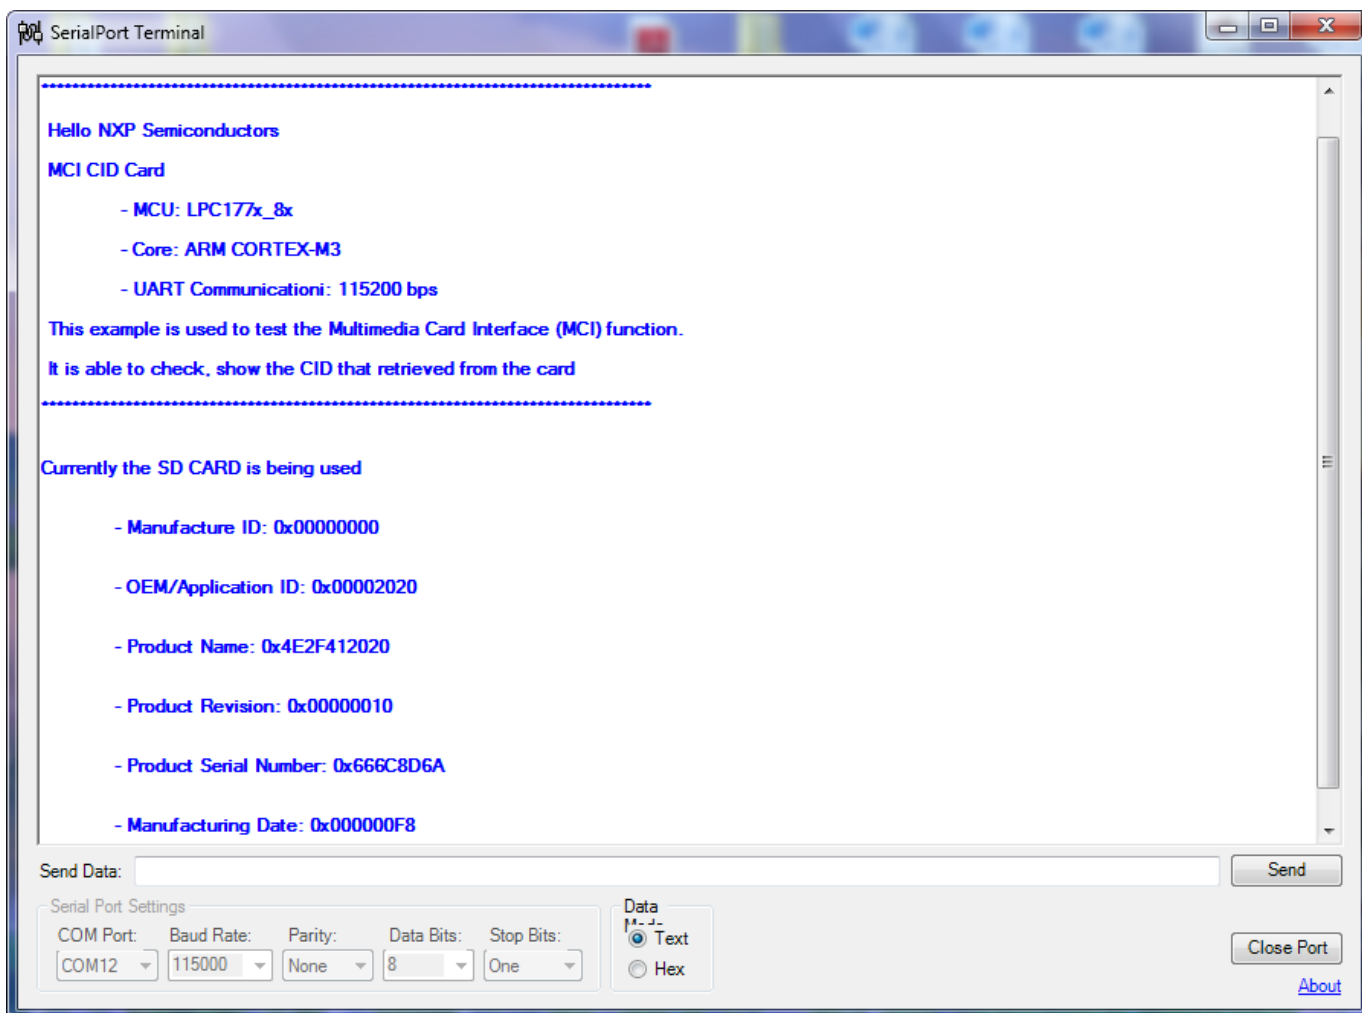 SerialPort Terminal
********************************************************************************
Hello NXP Semiconductors
MCI CID Card
- MCU: LPC177x_8x
- Core: ARM CORTEX-M3
- UART Communicationi: 115200 bps
This example is used to test the Multimedia Card Interface (MCI) function.
It is able to check, show the CID that retrieved from the card
********************************************************************************
Currently the SD CARD is being used
- Manufacture ID: 0x00000000
- OEM/Application ID: 0x00002020
- Product Name: 0x4E2F412020
- Product Revision: 0x00000010
- Product Serial Number: 0x666C8D6A
- Manufacturing Date: 0x000000F8
Send Data:
Send
Serial Port Settings
COM Port: Baud Rate: Parity: Data Bits: Stop Bits:
COM12 115000 None 8 One
Data
Text
Hex
Close Port
About